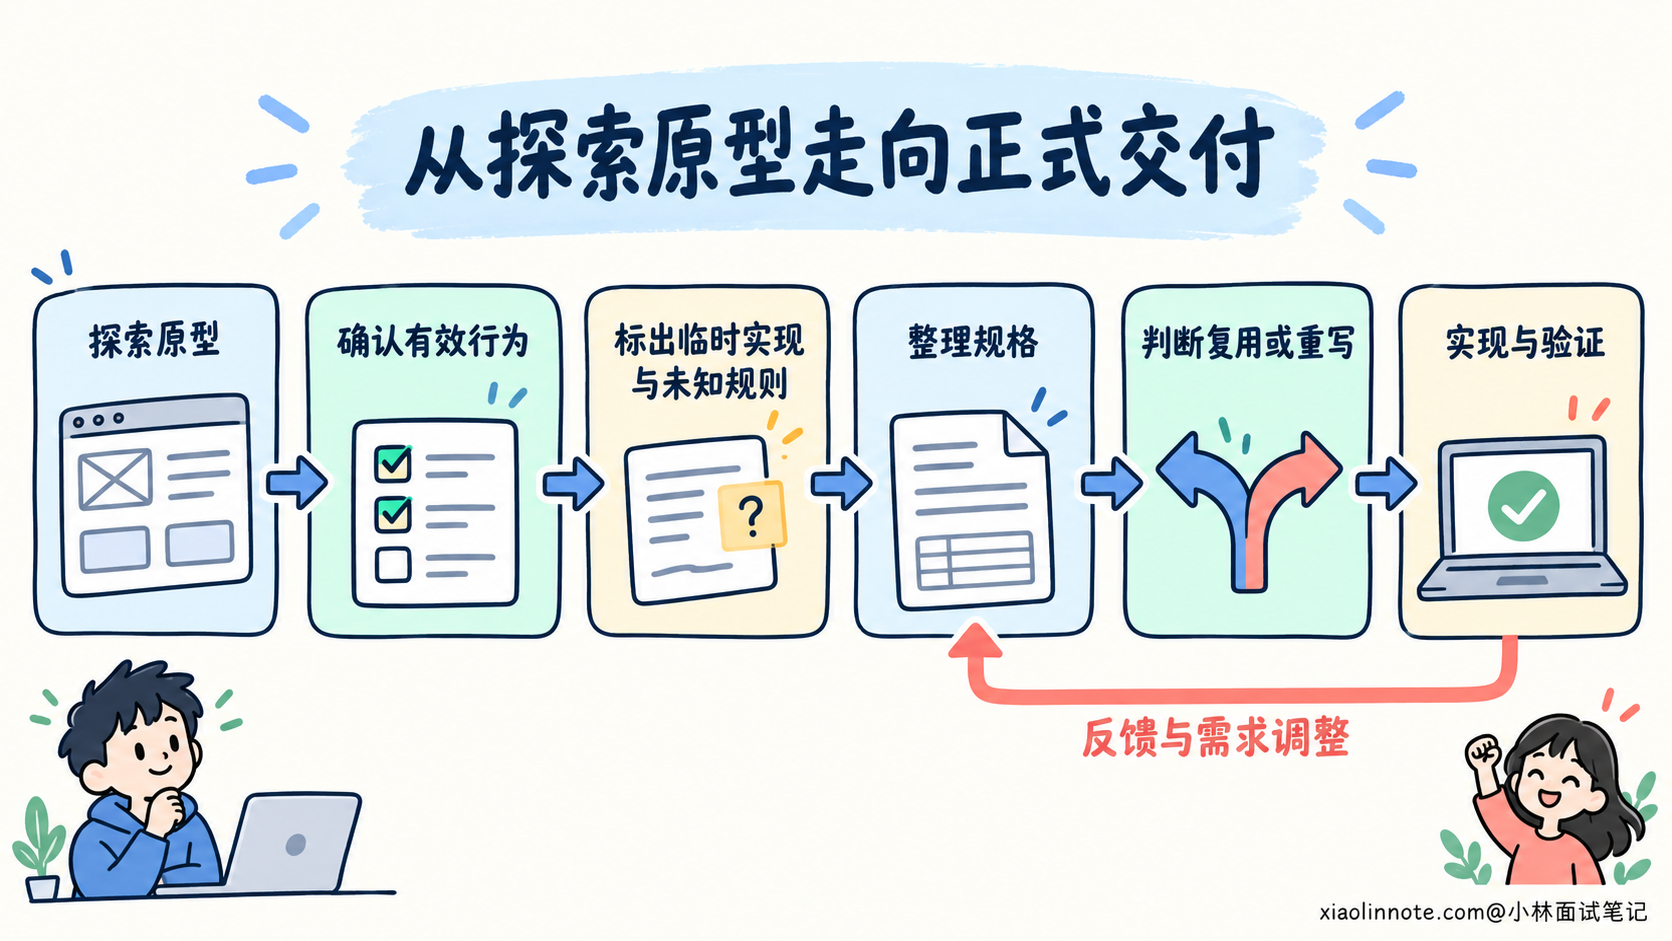 从探索原型走向正式交付
探索原型
确认有效行为
标出临时实现
与未知规则
?
整理规格
判断复用或重写
实现与验证
反馈与需求调整
xiaolinnote.com@小林面试笔记